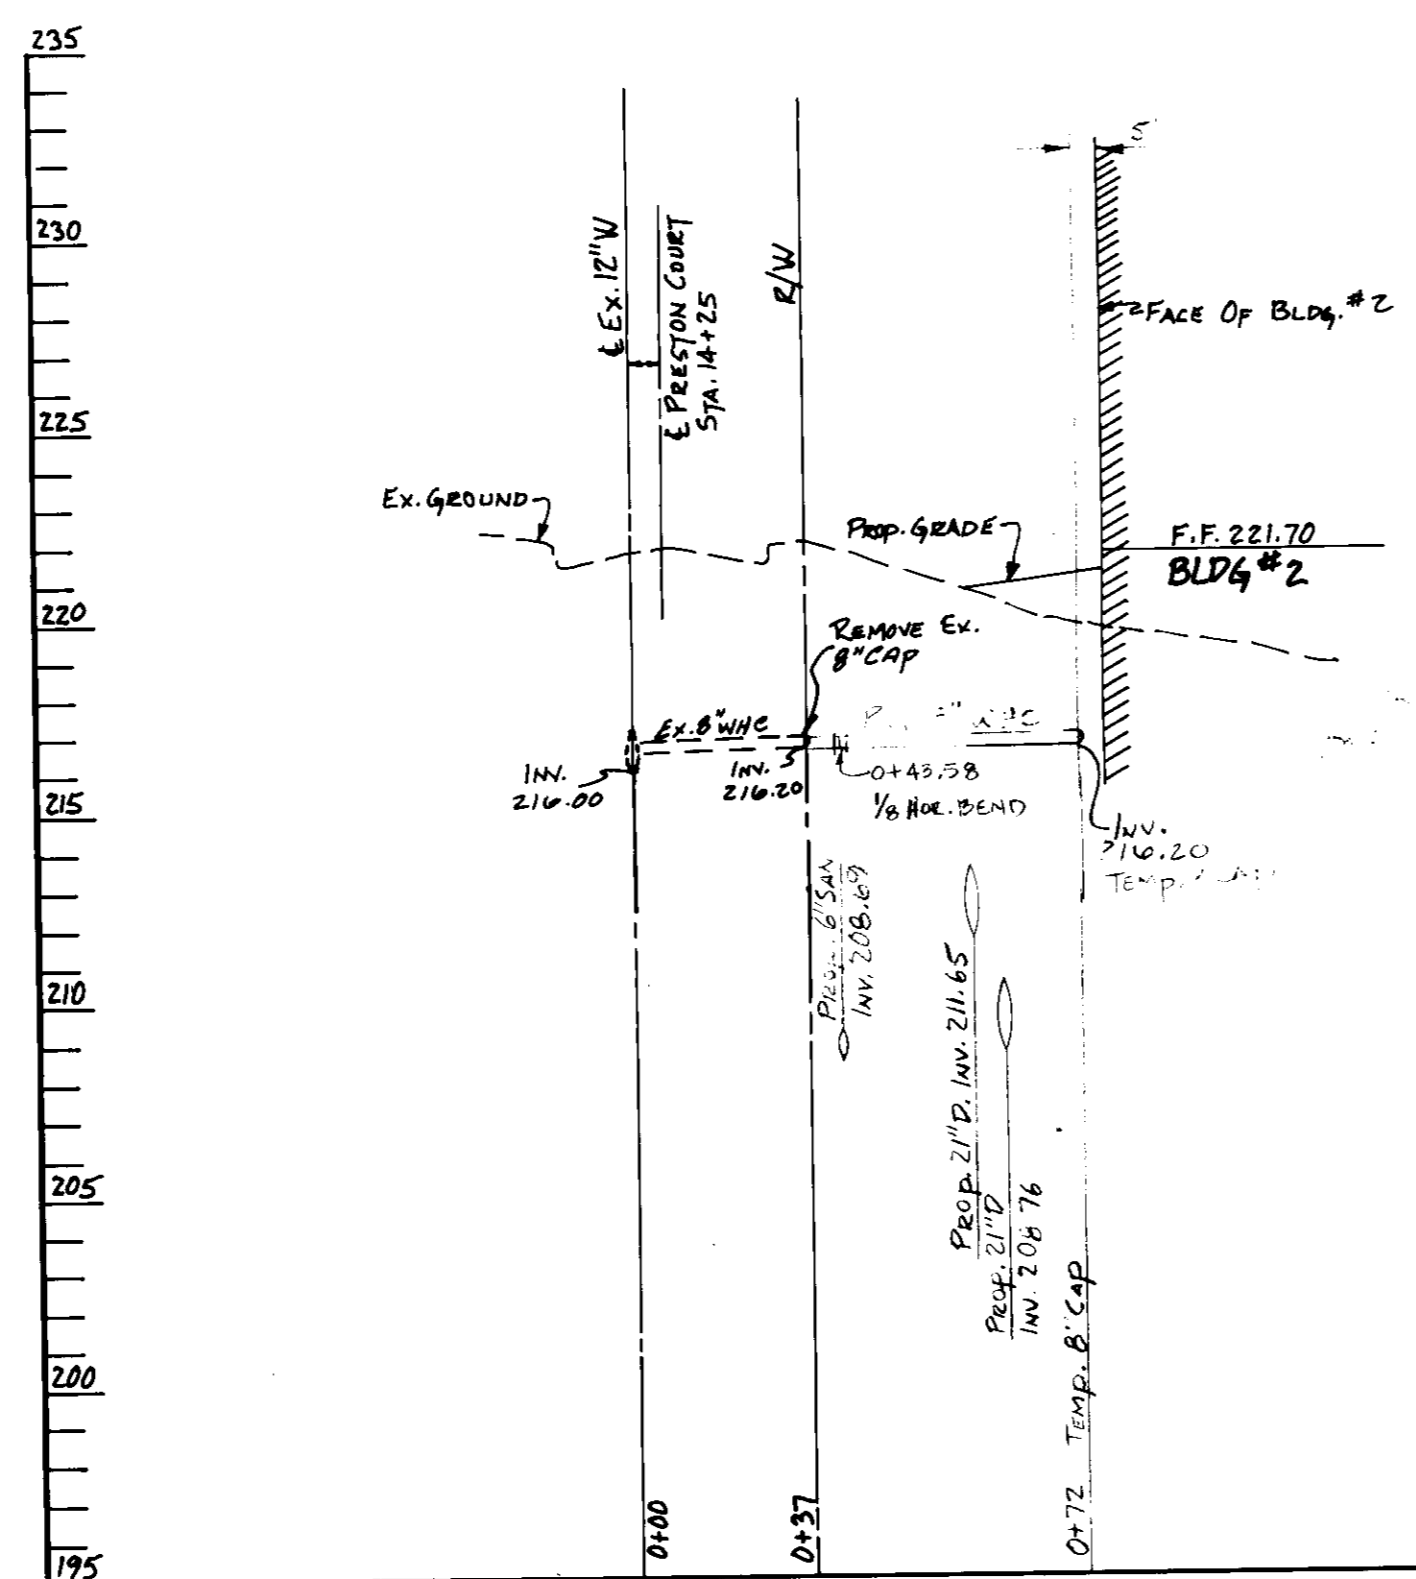 235
230
225
220
215
210
205
200
195
℄ Ex. 12" W
℄ PRESTON COURT
STA. 14+25
R/W
5'
FACE OF BLDG. #2
EX. GROUND
PROP. GRADE
F.F. 221.70
BLDG #2
REMOVE EX.
8" CAP
EX. 8" WHC
WHC
INV.
216.00
INV.
216.20
0+43.58
1/8 HOR. BEND
INV.
216.20
TEMP.
PROP. 6" SAN
INV. 208.69
PROP. 21" D. INV. 211.65
PROP. 21" D
INV. 208 76
0+00
0+37
0+72 TEMP. 8" CAP